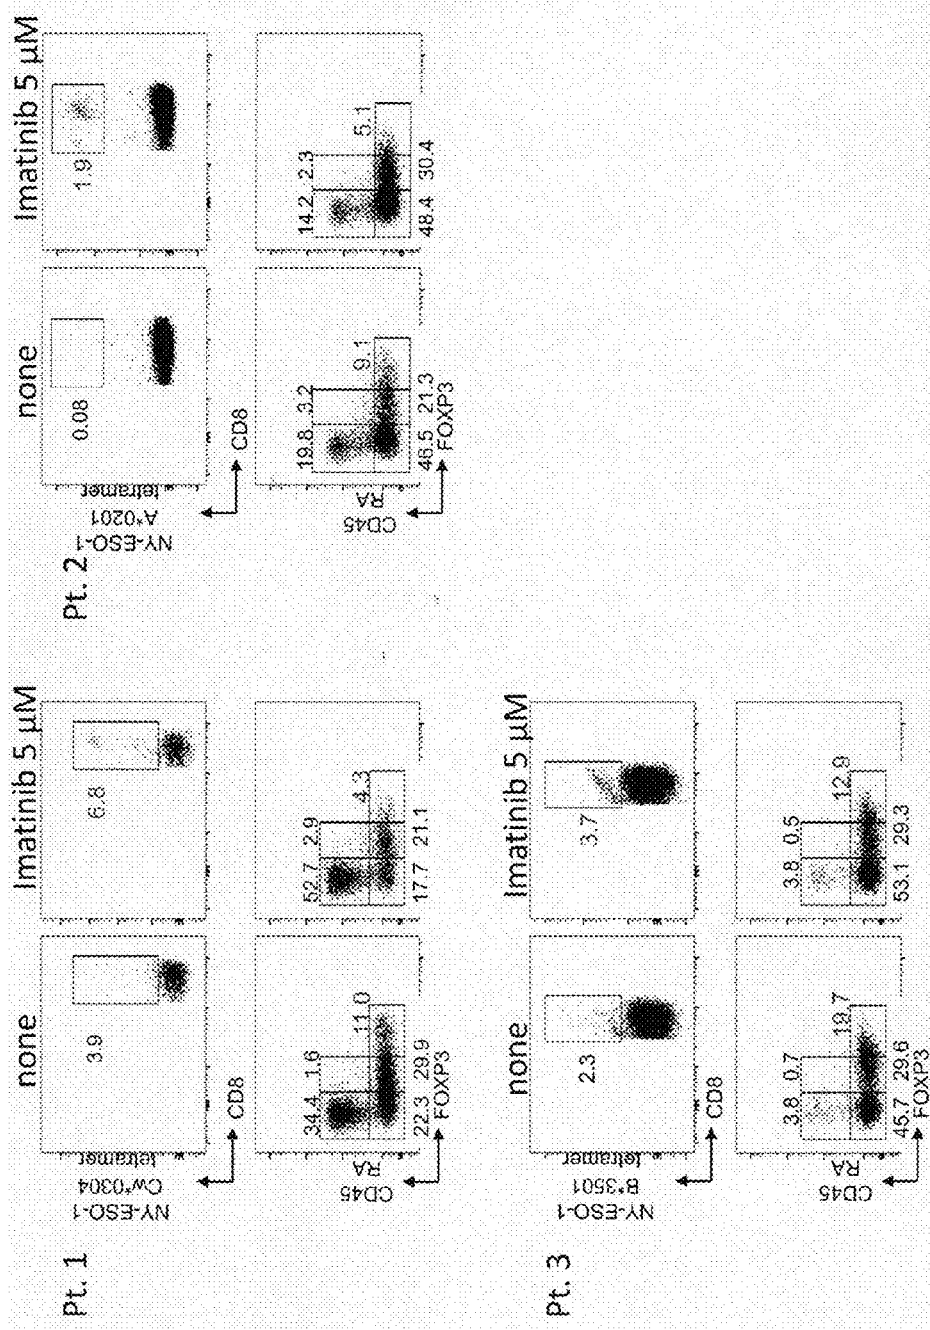 Pt. 1
none
Imatinib 5 µM
NY-ESO-1
Cw*0304
tetramer
3.9
6.8
CD8
CD45
RA
34.4 1.6
11.0
22.3 29.9
FOXP3
52.7 2.9
4.3
17.7 21.1
Pt. 2
none
Imatinib 5 µM
NY-ESO-1
A*0201
tetramer
0.08
1.9
CD8
CD45
RA
19.8 3.2
9.1
46.5 21.3
FOXP3
14.2 2.3
5.1
48.4 30.4
Pt. 3
none
Imatinib 5 µM
NY-ESO-1
B*3501
tetramer
2.3
3.7
CD8
CD45
RA
3.8 0.7
19.7
45.7 29.6
FOXP3
3.8 0.5
12.9
53.1 29.3